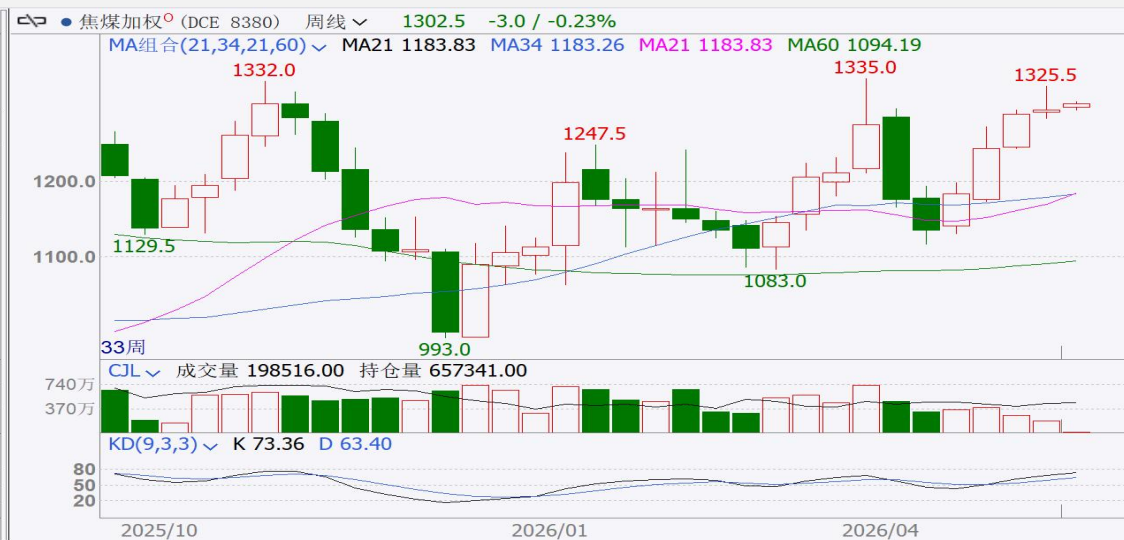 焦煤加权 (DCE 8380) 周线 1302.5 -3.0 / -0.23%
MA组合(21,34,21,60) MA21 1183.83 MA34 1183.26 MA21 1183.83 MA60 1094.19
1332.0
1335.0
1325.5
1247.5
1200.0
1129.5
1100.0
1083.0
993.0
33周
CJL 成交量 198516.00 持仓量 657341.00
740万
370万
KD(9,3,3) K 73.36 D 63.40
80
50
20
2025/10 2026/01 2026/04